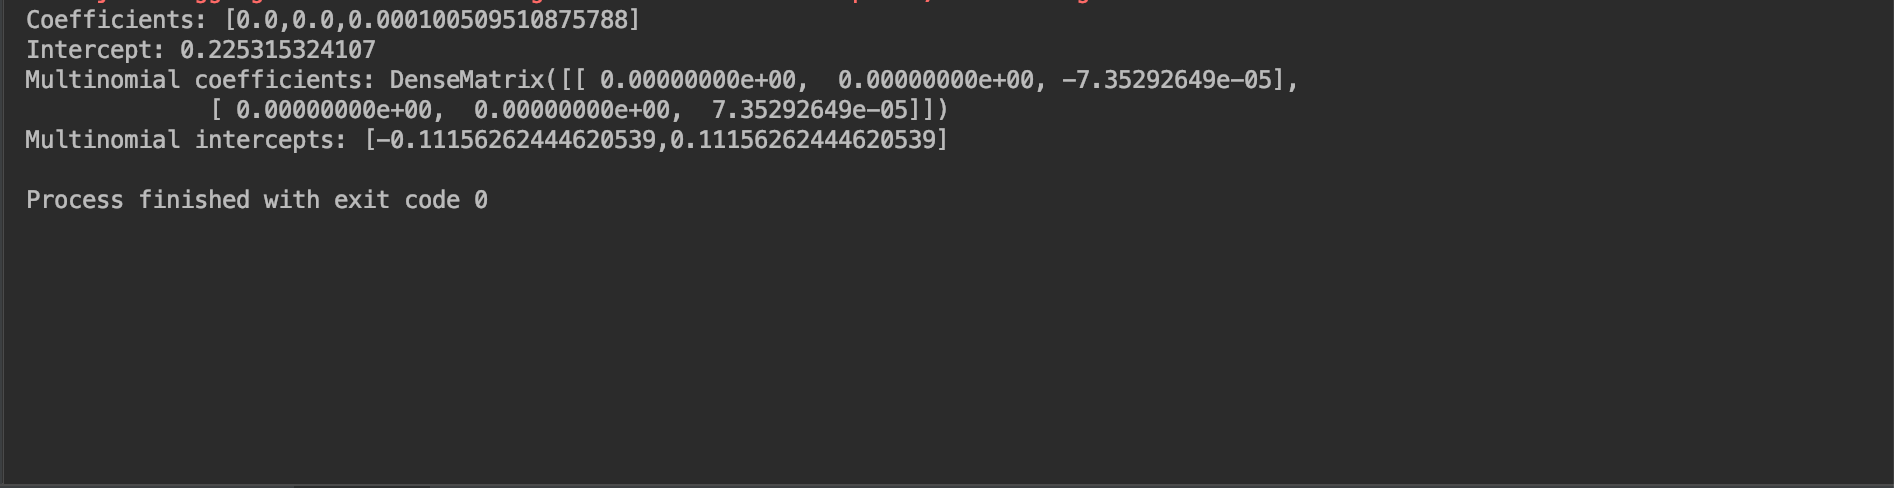 Coefficients: [0.0,0.0,0.000100509510875788]
Intercept: 0.225315324107
Multinomial coefficients: DenseMatrix([[ 0.00000000e+00,  0.00000000e+00, -7.35292649e-05],
[ 0.00000000e+00,  0.00000000e+00,  7.35292649e-05]])
Multinomial intercepts: [-0.11156262444620539,0.11156262444620539]
Process finished with exit code 0